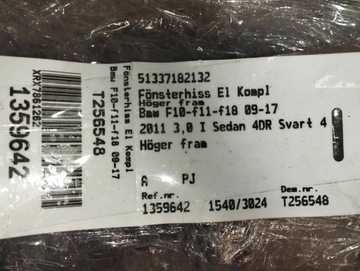 51337182132
Fönsterhiss El Kompl
Höger fram
Bmw F10-f11-f18 09-17
2011 3,0 I Sedan 4DR Svart 4
Höger fram
A PJ
Ref.nr. Dem.nr.
1359642 1540/3024 T256548
Fönsterhiss El Kompl
Bmw F10-f11-f18 09-17
T256548
XRX7861282
1359642